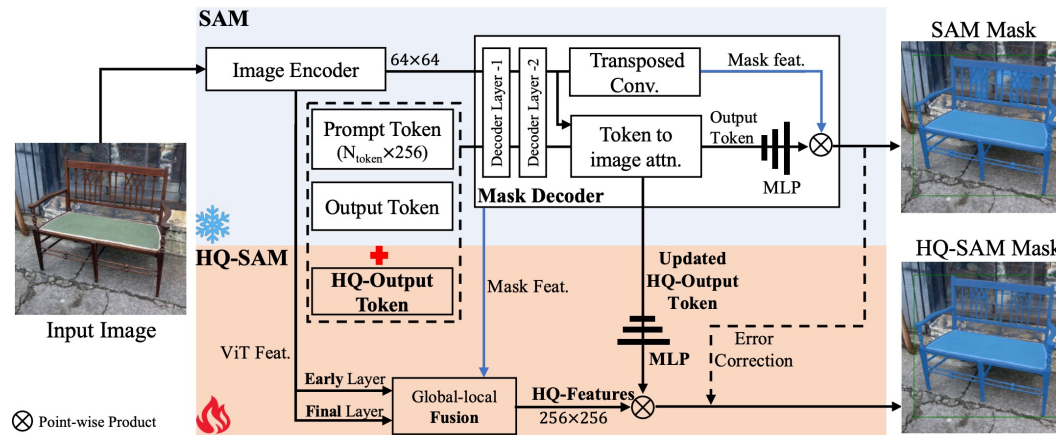 SAM
Image Encoder
64×64
Decoder Layer -1
Decoder Layer -2
Transposed
Conv.
Mask feat.
SAM Mask
Prompt Token
(Ntoken×256)
Token to
image attn.
Output
Token
MLP
Output Token
Mask Decoder
HQ-SAM
HQ-Output
Token
Mask Feat.
Updated
HQ-Output
Token
HQ-SAM Mask
Input Image
ViT Feat.
MLP
Error
Correction
Early Layer
Final Layer
Global-local
Fusion
HQ-Features
256×256
Point-wise Product